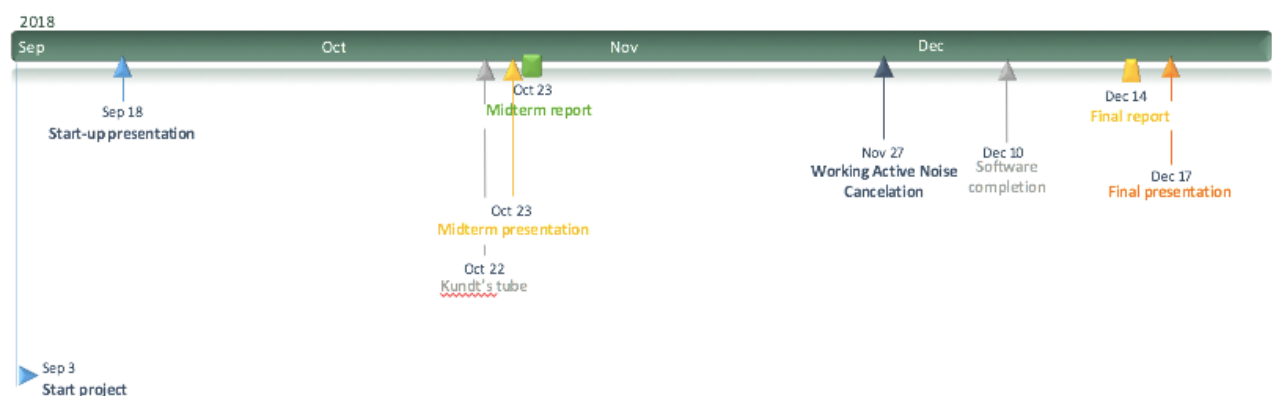 2018
Sep Oct Nov Dec
Sep 18
Start-up presentation
Oct 23
Midterm report
Oct 23
Midterm presentation
Oct 22
Kundt's tube
Nov 27
Working Active Noise
Cancelation
Dec 10
Software
completion
Dec 14
Final report
Dec 17
Final presentation
Sep 3
Start project